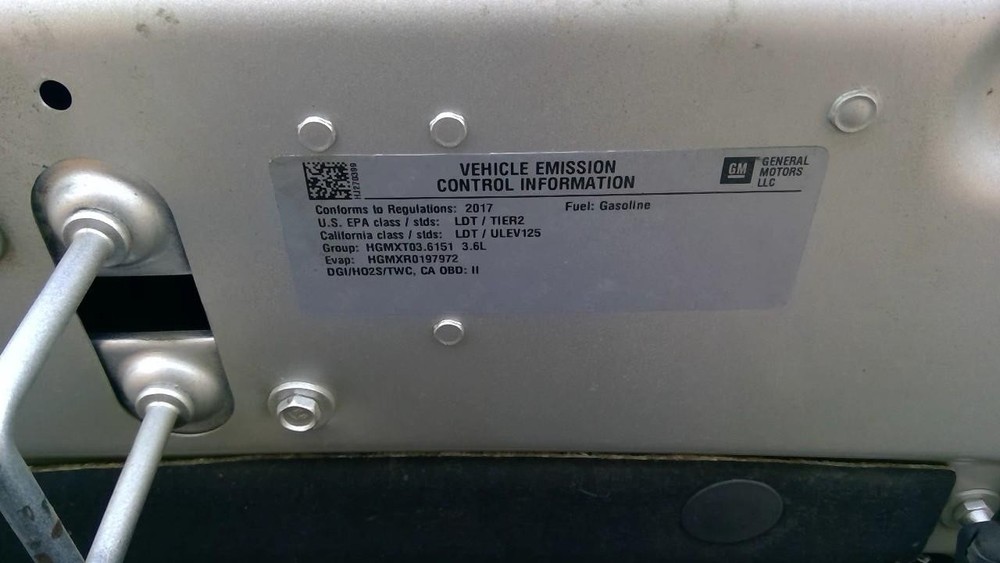 VEHICLE EMISSION
CONTROL INFORMATION
GM GENERAL
MOTORS
LLC
Conforms to Regulations: 2017 Fuel: Gasoline
U.S. EPA class / stds: LDT / TIER2
California class / stds: LDT / ULEV125
Group: HGMXT03.6151 3.6L
Evap: HGMXR0197972
DGI/HO2S/TWC, CA OBD: II